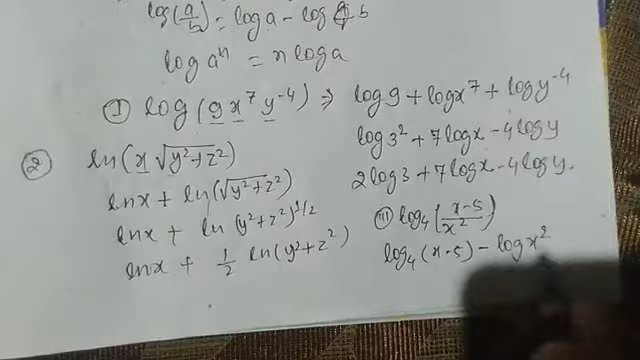 log(a/b) = log a - log b
log aⁿ = n log a
① log(9x⁷y⁻⁴) ⇒ log 9 + log x⁷ + log y⁻⁴
log 3² + 7 log x - 4 log y
2 log 3 + 7 log x - 4 log y.
② ln(x √(y²+z²))
ln x + ln(√(y²+z²))
ln x + ln (y²+z²)^1/2
ln x + 1/2 ln(y²+z²)
③ log₄(x-5/x²)
log₄(x-5) - log x²